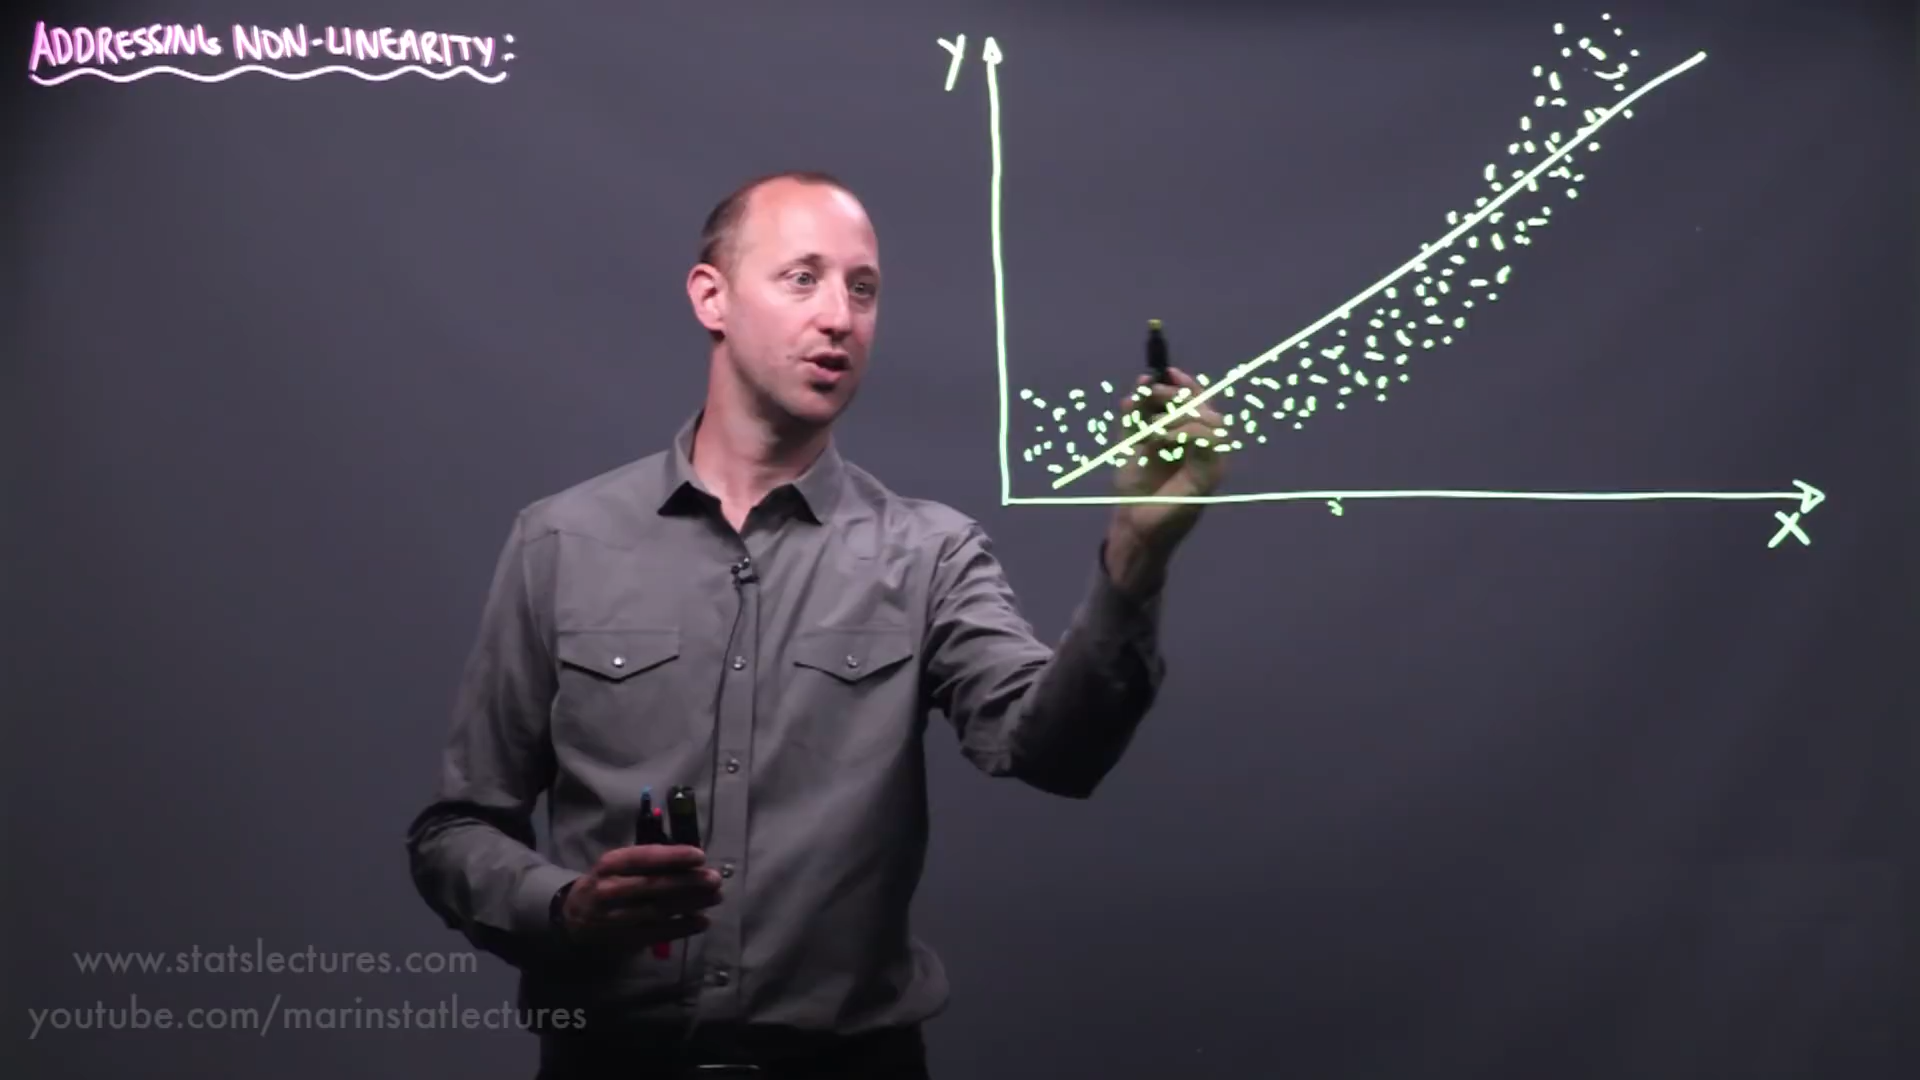 ADDRESSING NON-LINEARITY:
Y
X
www.statslectures.com
youtube.com/marinstatlectures